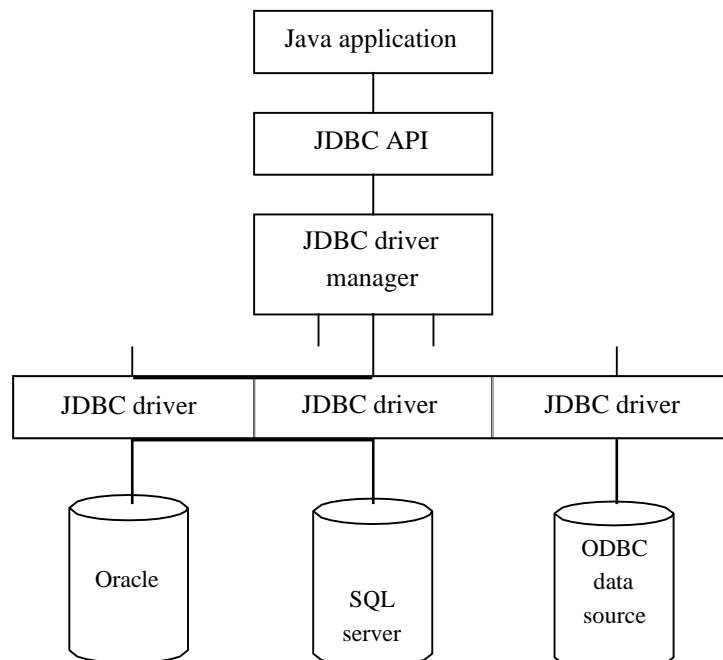 Java application
JDBC API
JDBC driver
manager
JDBC driver
JDBC driver
JDBC driver
Oracle
SQL
server
ODBC
data
source